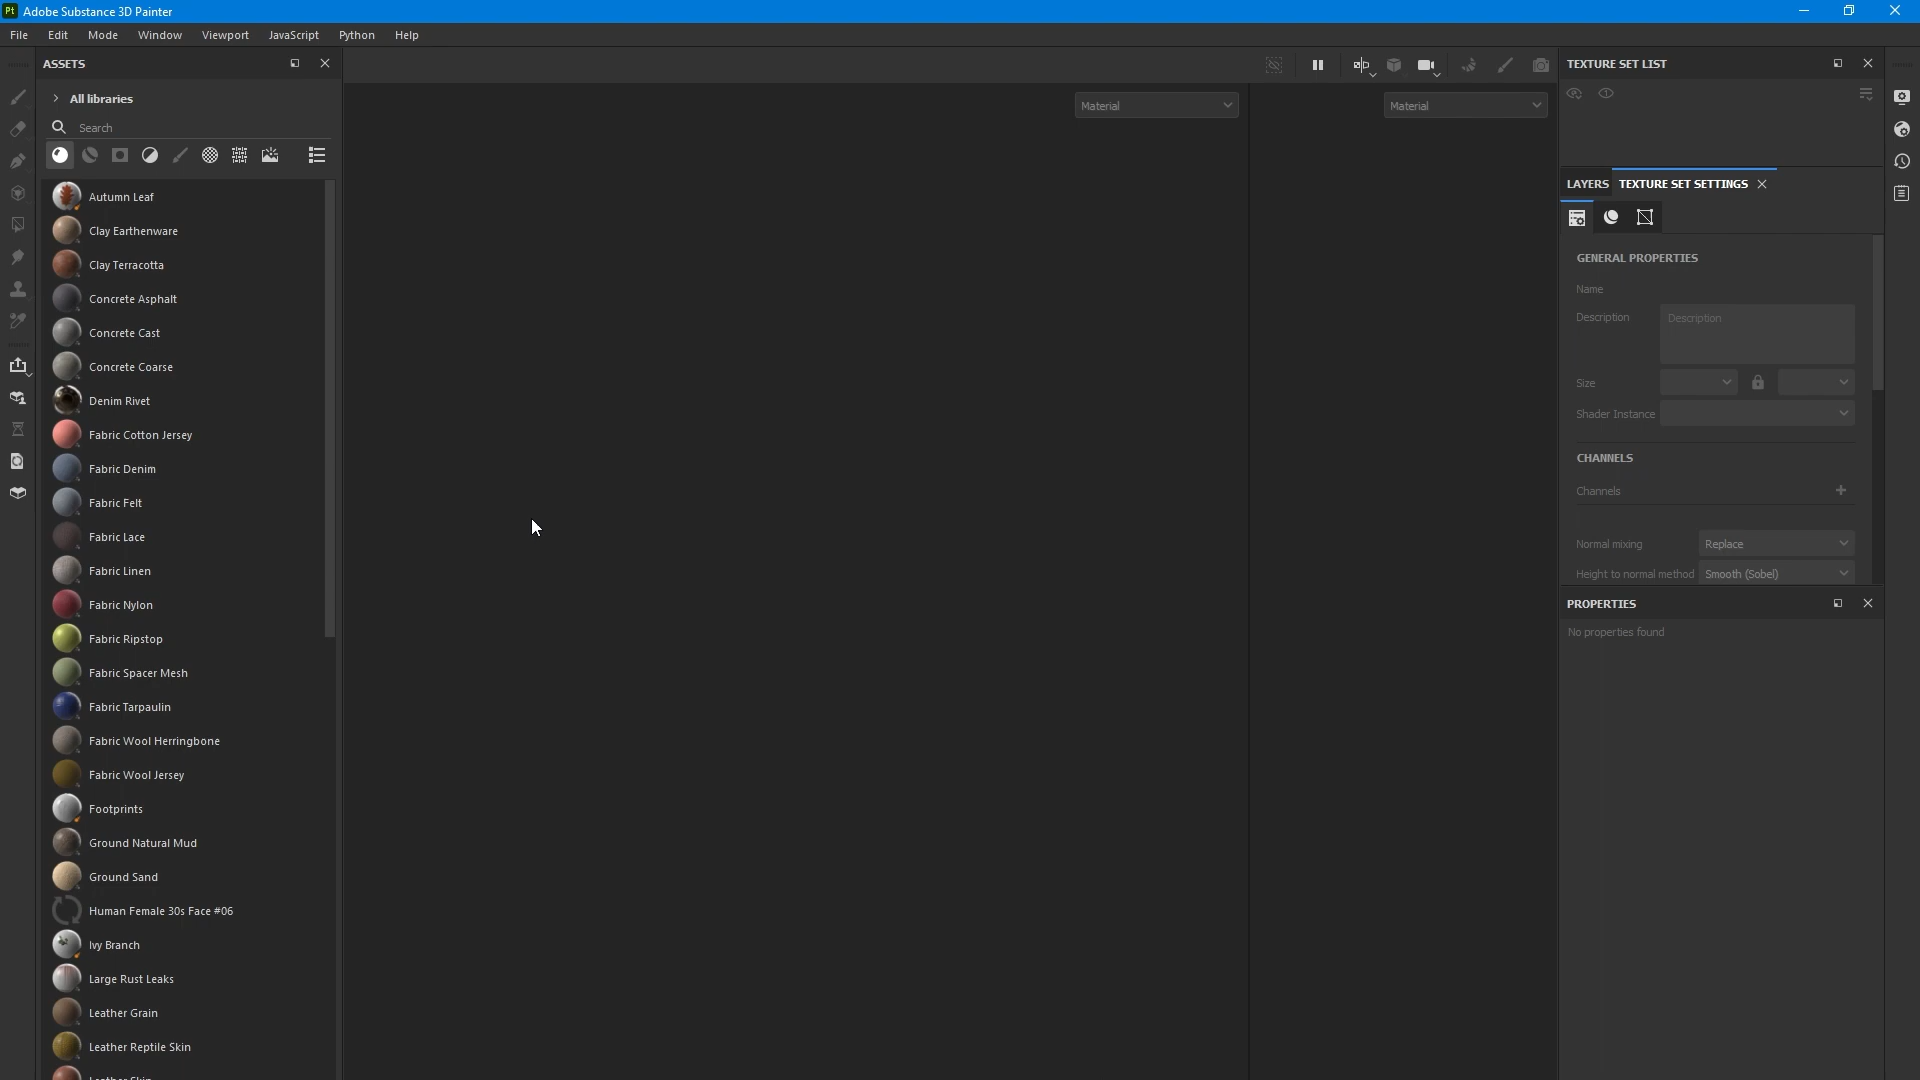 Pt Adobe Substance 3D Painter
File Edit Mode Window Viewport JavaScript Python Help
ASSETS
All libraries
Search
Autumn Leaf
Clay Earthenware
Clay Terracotta
Concrete Asphalt
Concrete Cast
Concrete Coarse
Denim Rivet
Fabric Cotton Jersey
Fabric Denim
Fabric Felt
Fabric Lace
Fabric Linen
Fabric Nylon
Fabric Ripstop
Fabric Spacer Mesh
Fabric Tarpaulin
Fabric Wool Herringbone
Fabric Wool Jersey
Footprints
Ground Natural Mud
Ground Sand
Human Female 30s Face #06
Ivy Branch
Large Rust Leaks
Leather Grain
Leather Reptile Skin
Material
Material
TEXTURE SET LIST
LAYERS TEXTURE SET SETTINGS
GENERAL PROPERTIES
Name
Description Description
Size
Shader Instance
CHANNELS
Channels
Normal mixing Replace
Height to normal method Smooth (Sobel)
PROPERTIES
No properties found